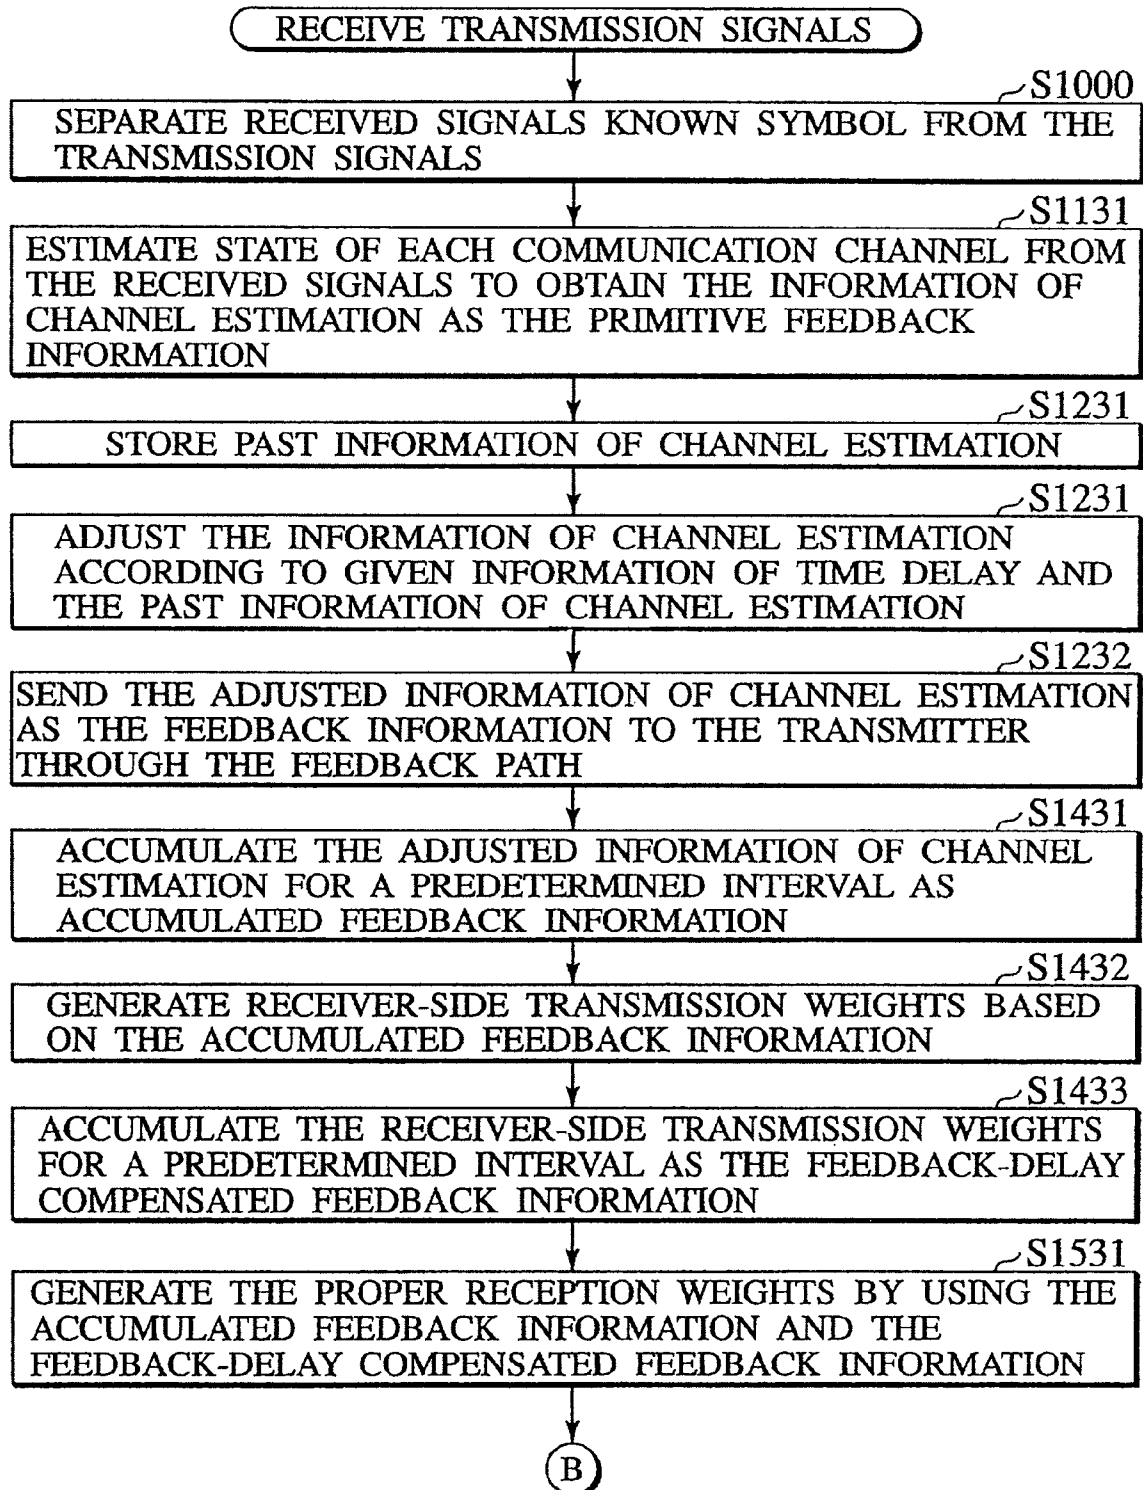 RECEIVE TRANSMISSION SIGNALS
S1000
SEPARATE RECEIVED SIGNALS KNOWN SYMBOL FROM THE
TRANSMISSION SIGNALS
S1131
ESTIMATE STATE OF EACH COMMUNICATION CHANNEL FROM
THE RECEIVED SIGNALS TO OBTAIN THE INFORMATION OF
CHANNEL ESTIMATION AS THE PRIMITIVE FEEDBACK
INFORMATION
S1231
STORE PAST INFORMATION OF CHANNEL ESTIMATION
S1231
ADJUST THE INFORMATION OF CHANNEL ESTIMATION
ACCORDING TO GIVEN INFORMATION OF TIME DELAY AND
THE PAST INFORMATION OF CHANNEL ESTIMATION
S1232
SEND THE ADJUSTED INFORMATION OF CHANNEL ESTIMATION
AS THE FEEDBACK INFORMATION TO THE TRANSMITTER
THROUGH THE FEEDBACK PATH
S1431
ACCUMULATE THE ADJUSTED INFORMATION OF CHANNEL
ESTIMATION FOR A PREDETERMINED INTERVAL AS
ACCUMULATED FEEDBACK INFORMATION
S1432
GENERATE RECEIVER-SIDE TRANSMISSION WEIGHTS BASED
ON THE ACCUMULATED FEEDBACK INFORMATION
S1433
ACCUMULATE THE RECEIVER-SIDE TRANSMISSION WEIGHTS
FOR A PREDETERMINED INTERVAL AS THE FEEDBACK-DELAY
COMPENSATED FEEDBACK INFORMATION
S1531
GENERATE THE PROPER RECEPTION WEIGHTS BY USING THE
ACCUMULATED FEEDBACK INFORMATION AND THE
FEEDBACK-DELAY COMPENSATED FEEDBACK INFORMATION
B